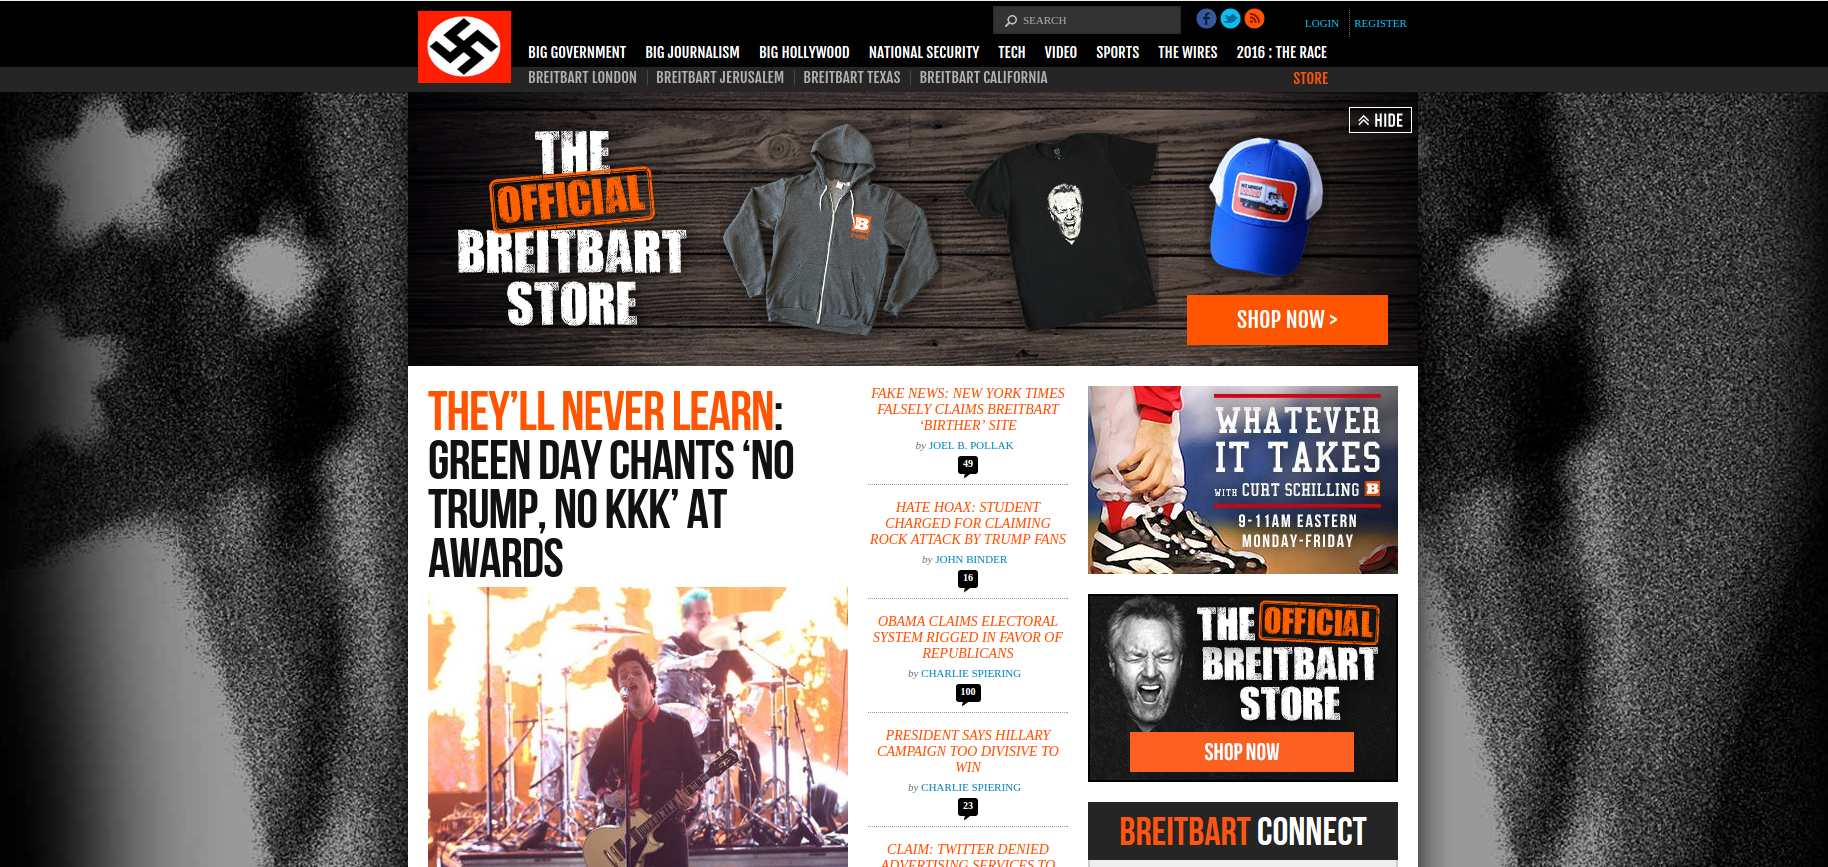 SEARCH
LOGIN
REGISTER
BIG GOVERNMENT
BIG JOURNALISM
BIG HOLLYWOOD
NATIONAL SECURITY
TECH
VIDEO
SPORTS
THE WIRES
2016 : THE RACE
BREITBART LONDON
BREITBART JERUSALEM
BREITBART TEXAS
BREITBART CALIFORNIA
STORE
HIDE
THE
OFFICIAL
BREITBART
STORE
B
SHOP NOW >
THEY'LL NEVER LEARN:
GREEN DAY CHANTS ‘NO
TRUMP, NO KKK’ AT
AWARDS
FAKE NEWS: NEW YORK TIMES
FALSELY CLAIMS BREITBART
‘BIRTHER’ SITE
by JOEL B. POLLAK
49
HATE HOAX: STUDENT
CHARGED FOR CLAIMING
ROCK ATTACK BY TRUMP FANS
by JOHN BINDER
16
OBAMA CLAIMS ELECTORAL
SYSTEM RIGGED IN FAVOR OF
REPUBLICANS
by CHARLIE SPIERING
100
PRESIDENT SAYS HILLARY
CAMPAIGN TOO DIVISIVE TO
WIN
by CHARLIE SPIERING
23
CLAIM: TWITTER DENIED
ADVERTISING SERVICES TO
WHATEVER
IT TAKES
WITH CURT SCHILLING B
9-11AM EASTERN
MONDAY-FRIDAY
THE OFFICIAL
BREITBART
STORE
SHOP NOW
BREITBART CONNECT